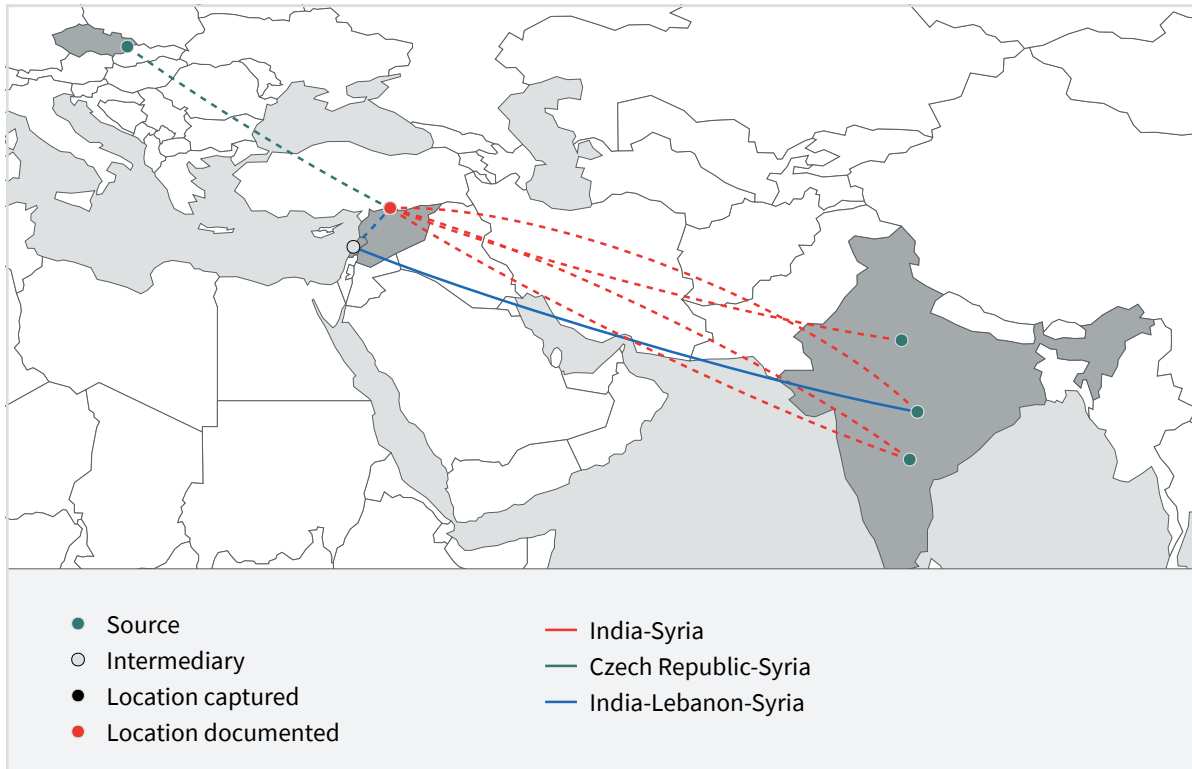 Source
Intermediary
Location captured
Location documented
India-Syria
Czech Republic-Syria
India-Lebanon-Syria